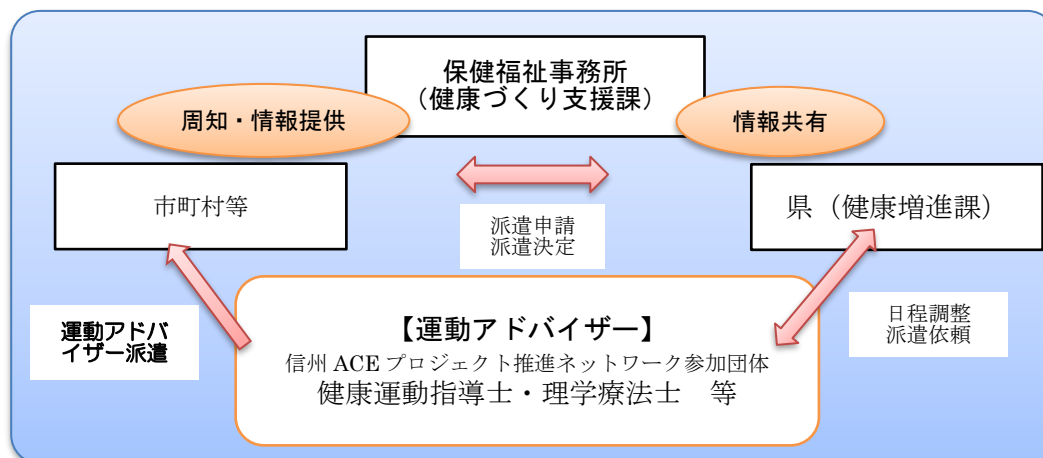 保健福祉事務所
（健康づくり支援課）
周知・情報提供
情報共有
市町村等
県（健康増進課）
派遣申請
派遣決定
運動アドバ
イザー派遣
日程調整
派遣依頼
【運動アドバイザー】
信州 ACE プロジェクト推進ネットワーク参加団体
健康運動指導士・理学療法士　等